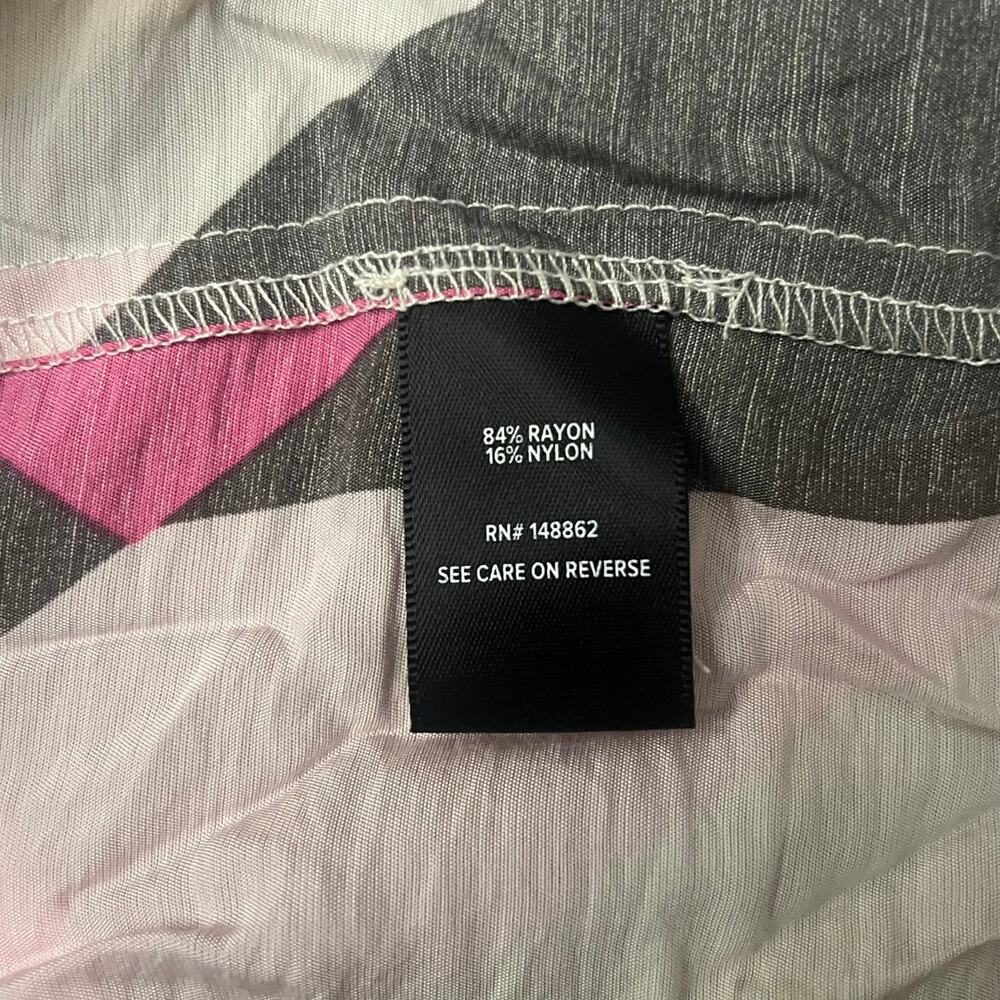 84% RAYON
16% NYLON
RN# 148862
SEE CARE ON REVERSE